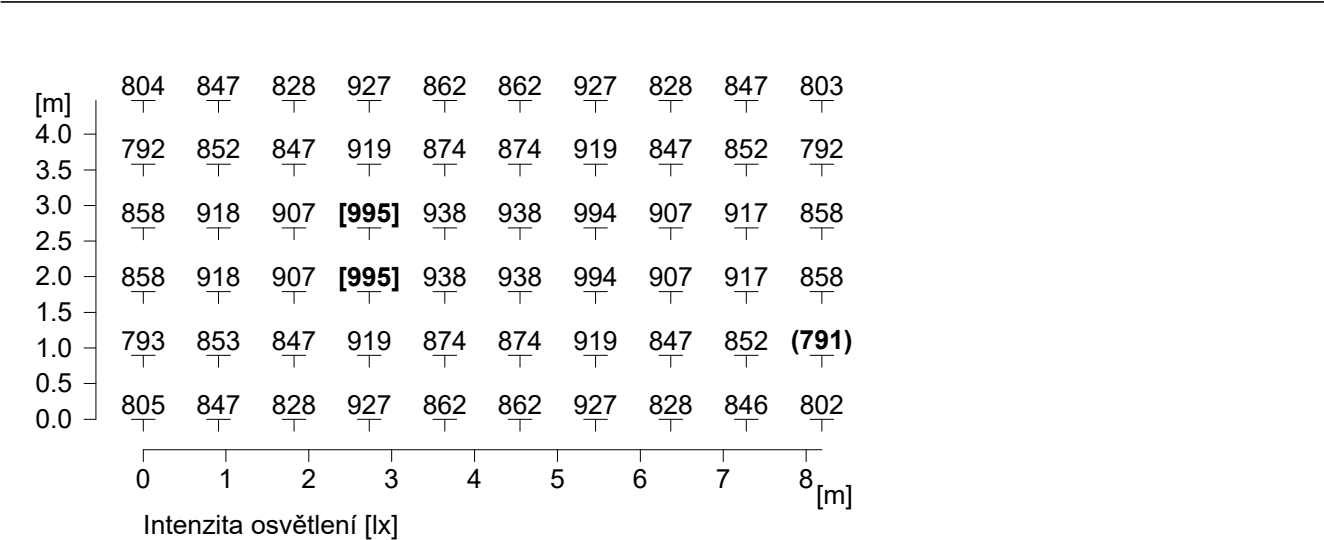 804 847 828 927 862 862 927 828 847 803
[m]
4.0
792 852 847 919 874 874 919 847 852 792
3.5
3.0
858 918 907 [995] 938 938 994 907 917 858
2.5
2.0
858 918 907 [995] 938 938 994 907 917 858
1.5
1.0
793 853 847 919 874 874 919 847 852 (791)
0.5
0.0
805 847 828 927 862 862 927 828 846 802
0 1 2 3 4 5 6 7 8
[m]
Intenzita osvětlení [lx]